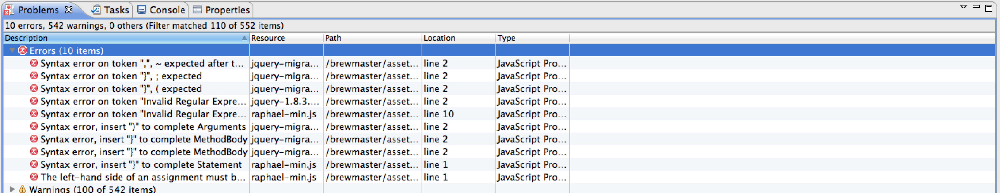 Problems Tasks Console Properties
10 errors, 542 warnings, 0 others (Filter matched 110 of 552 items)
Description Resource Path Location Type
Errors (10 items)
Syntax error on token ",", ~ expected after t... jquery-migra... /brewmaster/asset... line 2 JavaScript Pro...
Syntax error on token "}", ; expected jquery-migra... /brewmaster/asset... line 2 JavaScript Pro...
Syntax error on token "}", ( expected jquery-migra... /brewmaster/asset... line 2 JavaScript Pro...
Syntax error on token "Invalid Regular Expre... jquery-1.8.3.... /brewmaster/asset... line 2 JavaScript Pro...
Syntax error on token "Invalid Regular Expre... raphael-min.js /brewmaster/asset... line 10 JavaScript Pro...
Syntax error, insert ")" to complete Arguments jquery-migra... /brewmaster/asset... line 2 JavaScript Pro...
Syntax error, insert "}" to complete MethodBody jquery-migra... /brewmaster/asset... line 2 JavaScript Pro...
Syntax error, insert "}" to complete MethodBody jquery-migra... /brewmaster/asset... line 2 JavaScript Pro...
Syntax error, insert "}" to complete Statement raphael-min.js /brewmaster/asset... line 1 JavaScript Pro...
The left-hand side of an assignment must b... raphael-min.js /brewmaster/asset... line 1 JavaScript Pro...
Warnings (100 of 542 items)